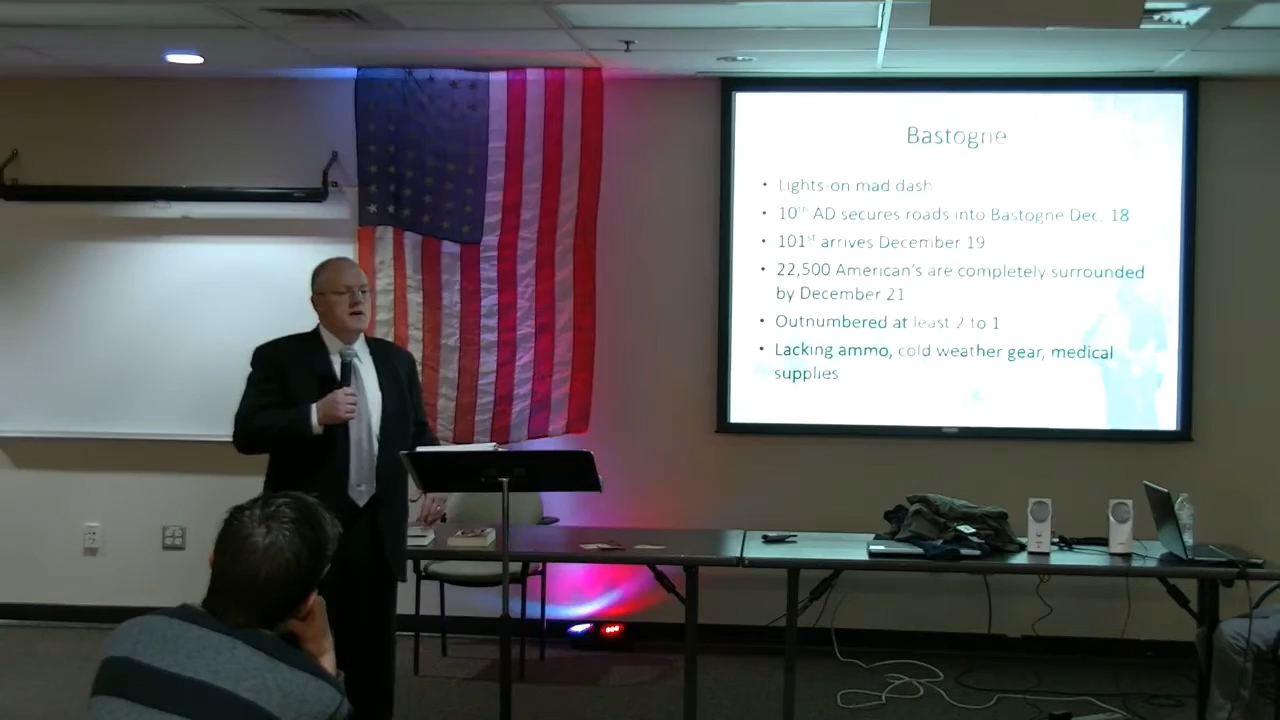 Bastogne
• Lights-on mad dash
• 10th AD secures roads into Bastogne Dec. 18
• 101st arrives December 19
• 22,500 American's are completely surrounded
by December 21
• Outnumbered at least 2 to 1
• Lacking ammo, cold weather gear, medical
supplies